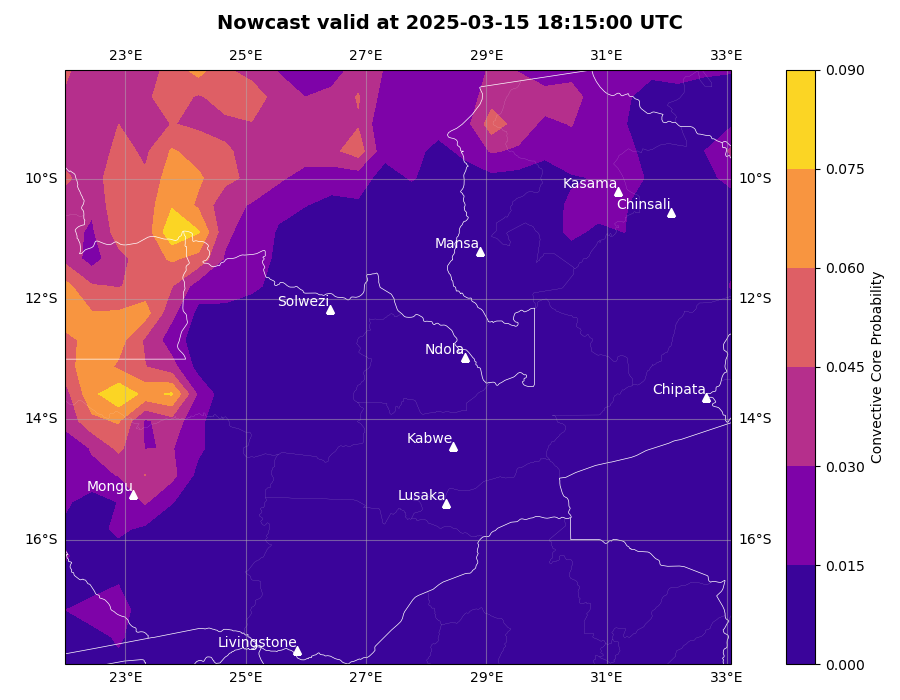 Nowcast valid at 2025-03-15 18:15:00 UTC
23°E 25°E 27°E 29°E 31°E 33°E
0.090
0.075
10°S 10°S
Kasama
Chinsali
Mansa
0.060
12°S 12°S
Solwezi
Ndola
0.045
Chipata
14°S 14°S
Kabwe
0.030
Mongu
Lusaka
16°S 16°S
0.015
Livingstone
0.000
23°E 25°E 27°E 29°E 31°E 33°E
Convective Core Probability